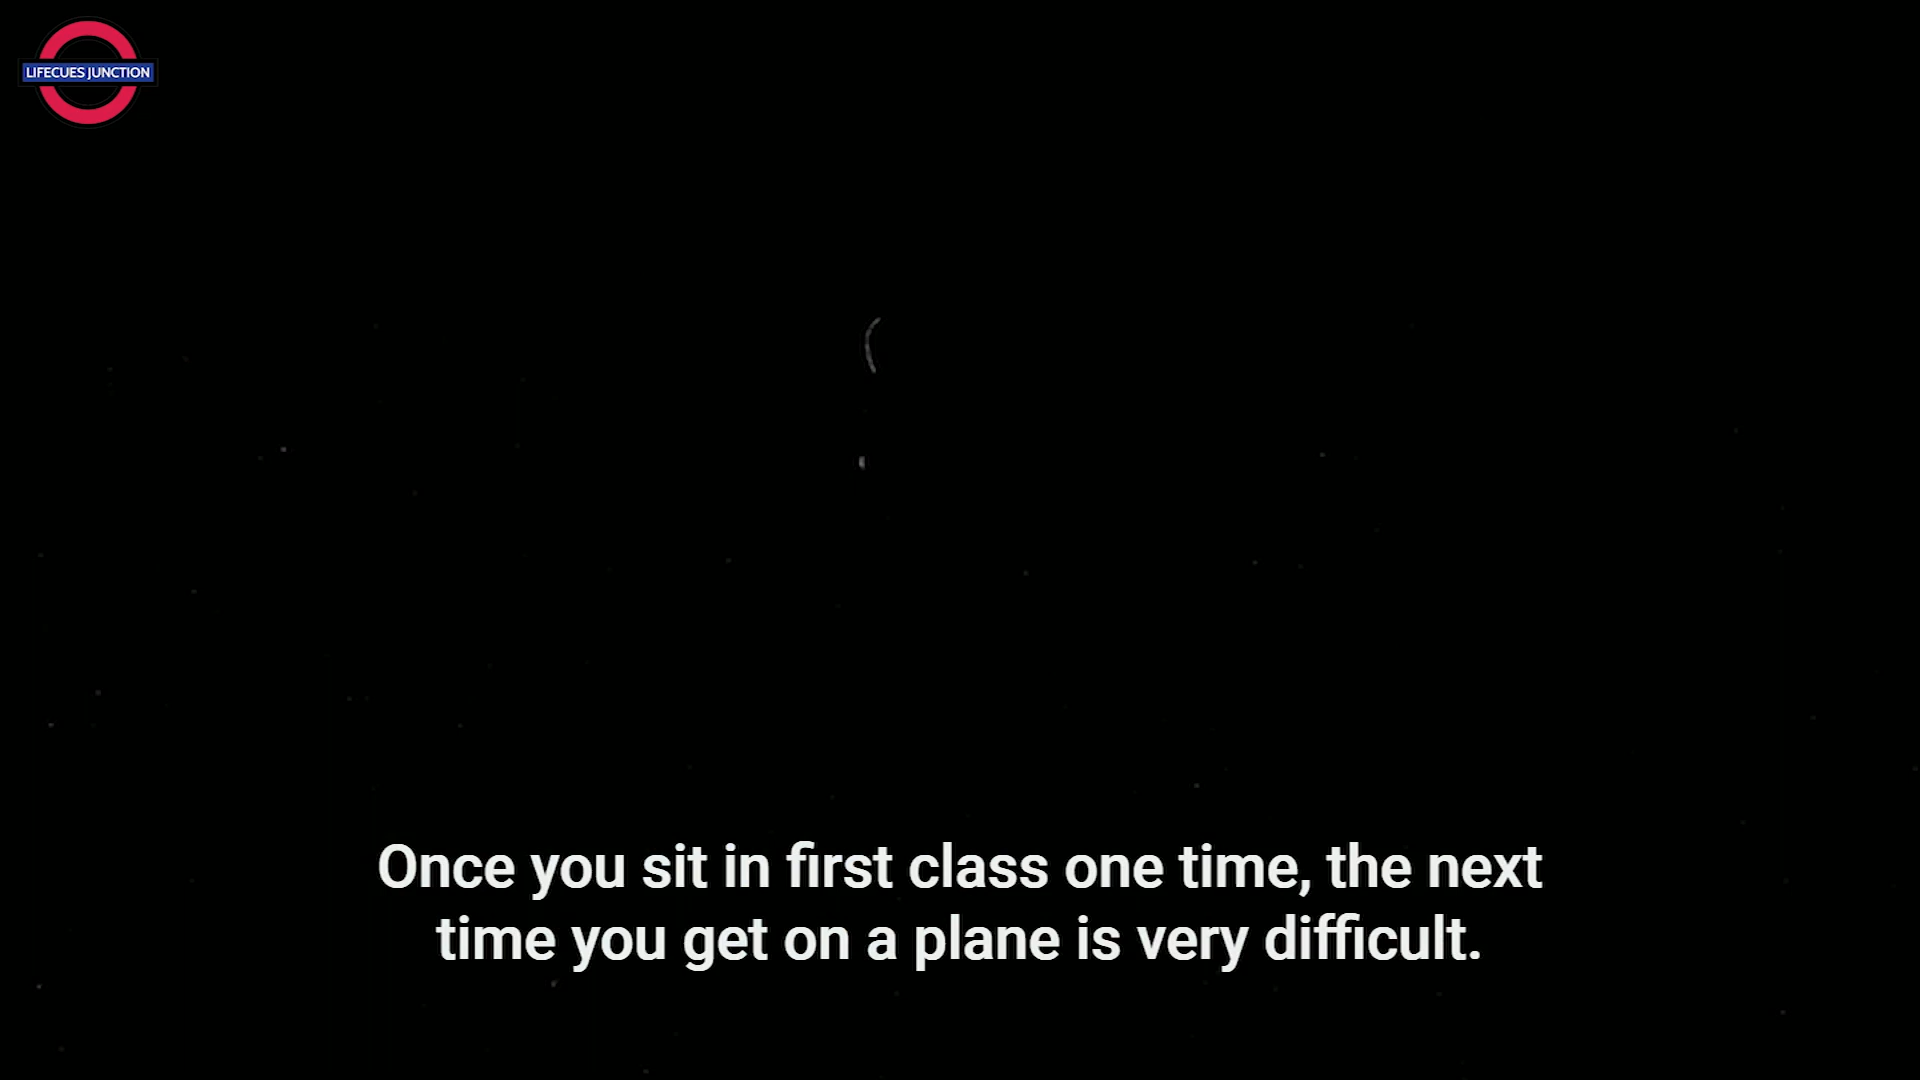 LIFECUES JUNCTION
Once you sit in first class one time, the next
time you get on a plane is very difficult.